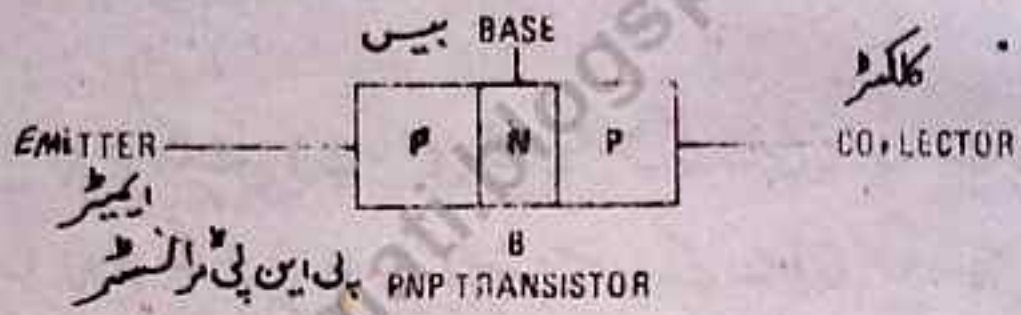 بیس BASE
کلکٹر
EMITTER P N P COLLECTOR
ایمیٹر
B
پی این پی ٹرانسسٹر PNP TRANSISTOR